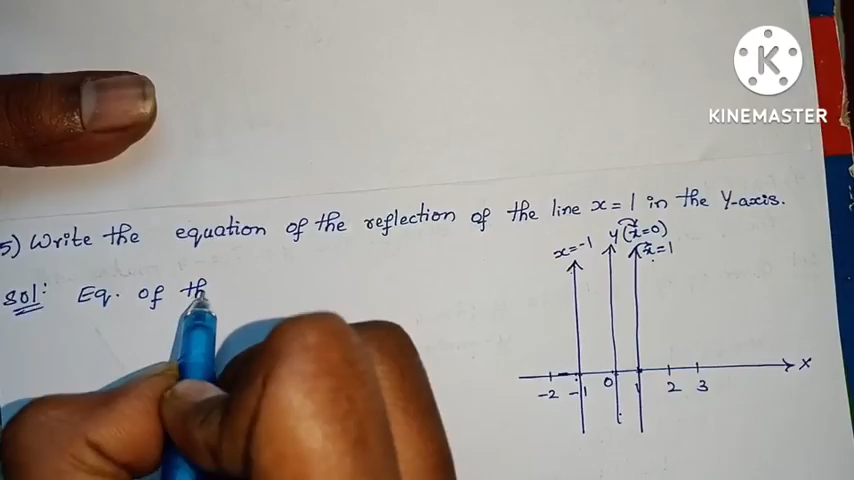 K
KINEMASTER
5) Write the equation of the reflection of the line x = 1 in the Y-axis.
Sol: Eq. of th
x=-1 y(x=0) x=1
-2 -1 0 1 2 3 X